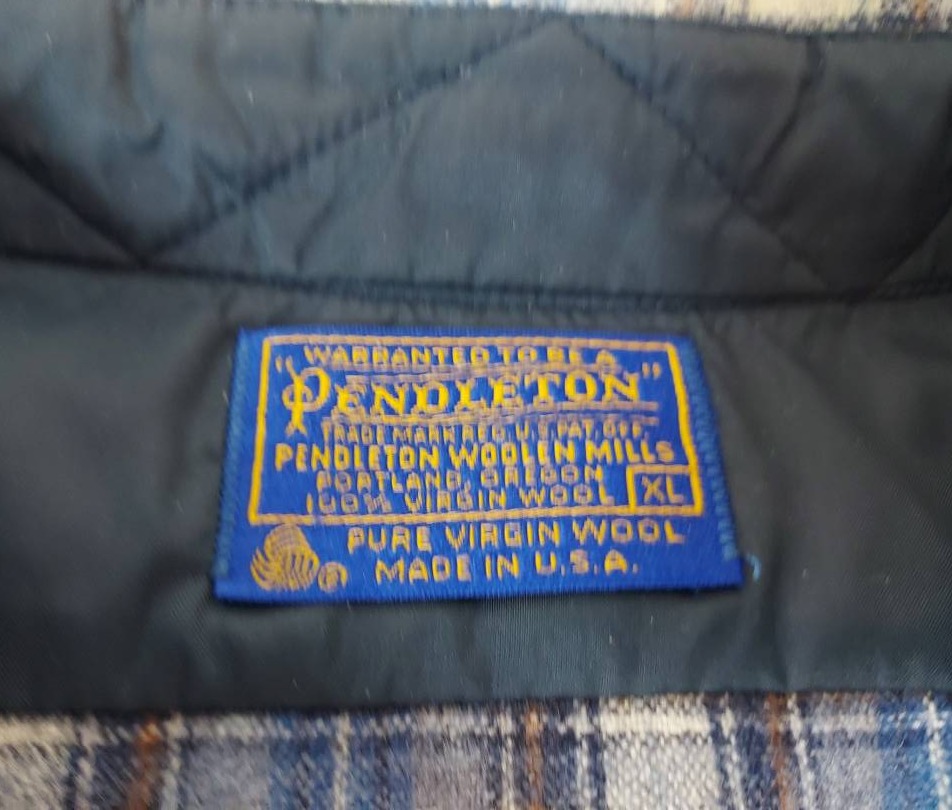 "WARRANTED TO BE A
PENDLETON"
TRADE MARK REG. U.S. PAT. OFF.
PENDLETON WOOLEN MILLS
PORTLAND, OREGON
100% VIRGIN WOOL XL
PURE VIRGIN WOOL
® MADE IN U.S.A.